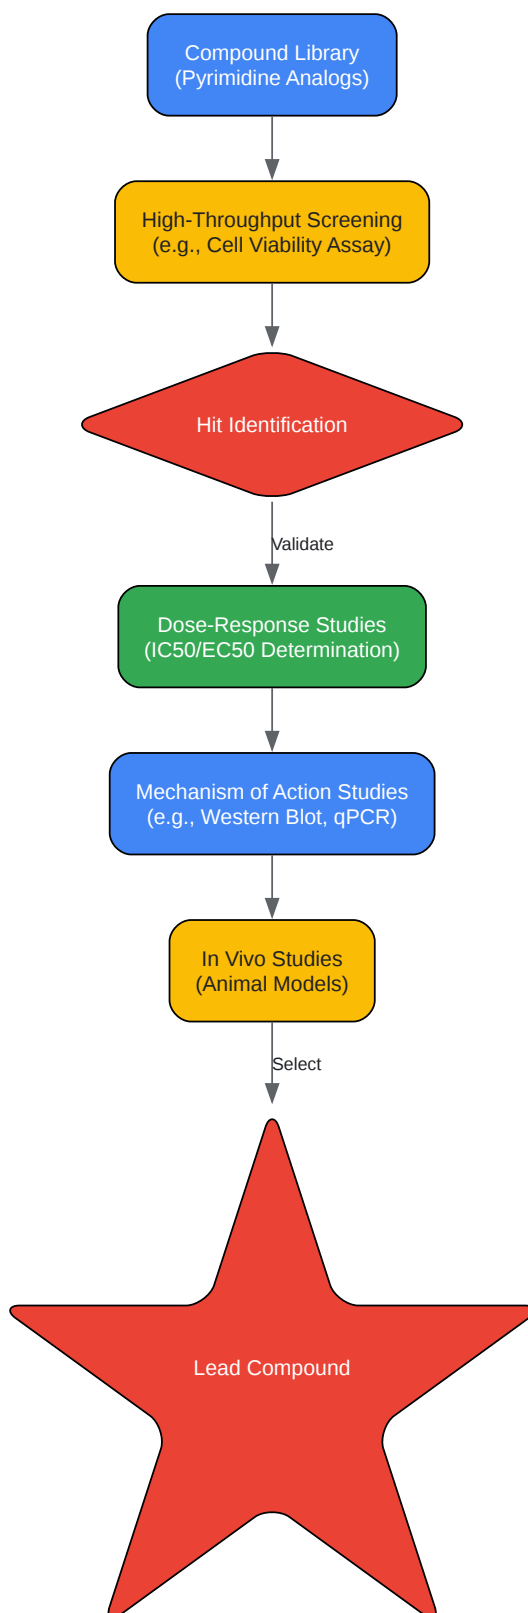 Compound Library
(Pyrimidine Analogs)
High-Throughput Screening
(e.g., Cell Viability Assay)
Hit Identification
Validate
Dose-Response Studies
(IC50/EC50 Determination)
Mechanism of Action Studies
(e.g., Western Blot, qPCR)
In Vivo Studies
(Animal Models)
Select
Lead Compound